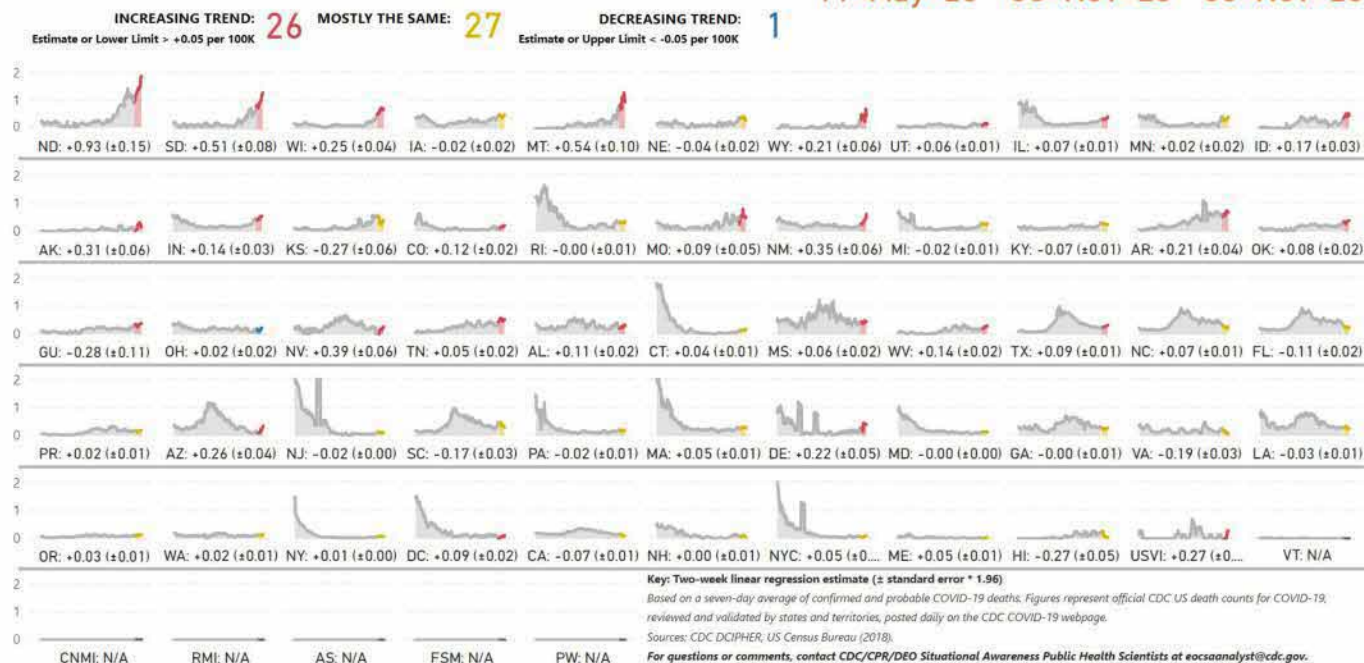 INCREASING TREND: 26 MOSTLY THE SAME: 27 DECREASING TREND: 1
Estimate or Lower Limit > +0.05 per 100K Estimate or Upper Limit < -0.05 per 100K
2
1
0
ND: +0.93 (±0.15) SD: +0.51 (±0.08) WI: +0.25 (±0.04) IA: -0.02 (±0.02) MT: +0.54 (±0.10) NE: -0.04 (±0.02) WY: +0.21 (±0.06) UT: +0.06 (±0.01) IL: +0.07 (±0.01) MN: +0.02 (±0.02) ID: +0.17 (±0.03)
2
1
0
AK: +0.31 (±0.06) IN: +0.14 (±0.03) KS: -0.27 (±0.06) CO: +0.12 (±0.02) RI: -0.00 (±0.01) MO: +0.09 (±0.05) NM: +0.35 (±0.06) MI: -0.02 (±0.01) KY: -0.07 (±0.01) AR: +0.21 (±0.04) OK: +0.08 (±0.02)
2
1
0
GU: -0.28 (±0.11) OH: +0.02 (±0.02) NV: +0.39 (±0.06) TN: +0.05 (±0.02) AL: +0.11 (±0.02) CT: +0.04 (±0.01) MS: +0.06 (±0.02) WV: +0.14 (±0.02) TX: +0.09 (±0.01) NC: +0.07 (±0.01) FL: -0.11 (±0.02)
2
1
0
PR: +0.02 (±0.01) AZ: +0.26 (±0.04) NJ: -0.02 (±0.00) SC: -0.17 (±0.03) PA: -0.02 (±0.01) MA: +0.05 (±0.01) DE: +0.22 (±0.05) MD: -0.00 (±0.00) GA: -0.00 (±0.01) VA: -0.19 (±0.03) LA: -0.03 (±0.01)
2
1
0
OR: +0.03 (±0.01) WA: +0.02 (±0.01) NY: +0.01 (±0.00) DC: +0.09 (±0.02) CA: -0.07 (±0.01) NH: +0.00 (±0.01) NYC: +0.05 (±0.... ME: +0.05 (±0.01) HI: -0.27 (±0.05) USVI: +0.27 (±0.... VT: N/A
2
1
0
CNMI: N/A RMI: N/A AS: N/A FSM: N/A PW: N/A
Key: Two-week linear regression estimate (± standard error * 1.96)
Based on a seven-day average of confirmed and probable COVID-19 deaths. Figures represent official CDC US death counts for COVID-19,
reviewed and validated by states and territories, posted daily on the CDC COVID-19 webpage.
Sources: CDC DCIPHER, US Census Bureau (2018).
For questions or comments, contact CDC/CPR/DEO Situational Awareness Public Health Scientists at eocsaanalyst@cdc.gov.